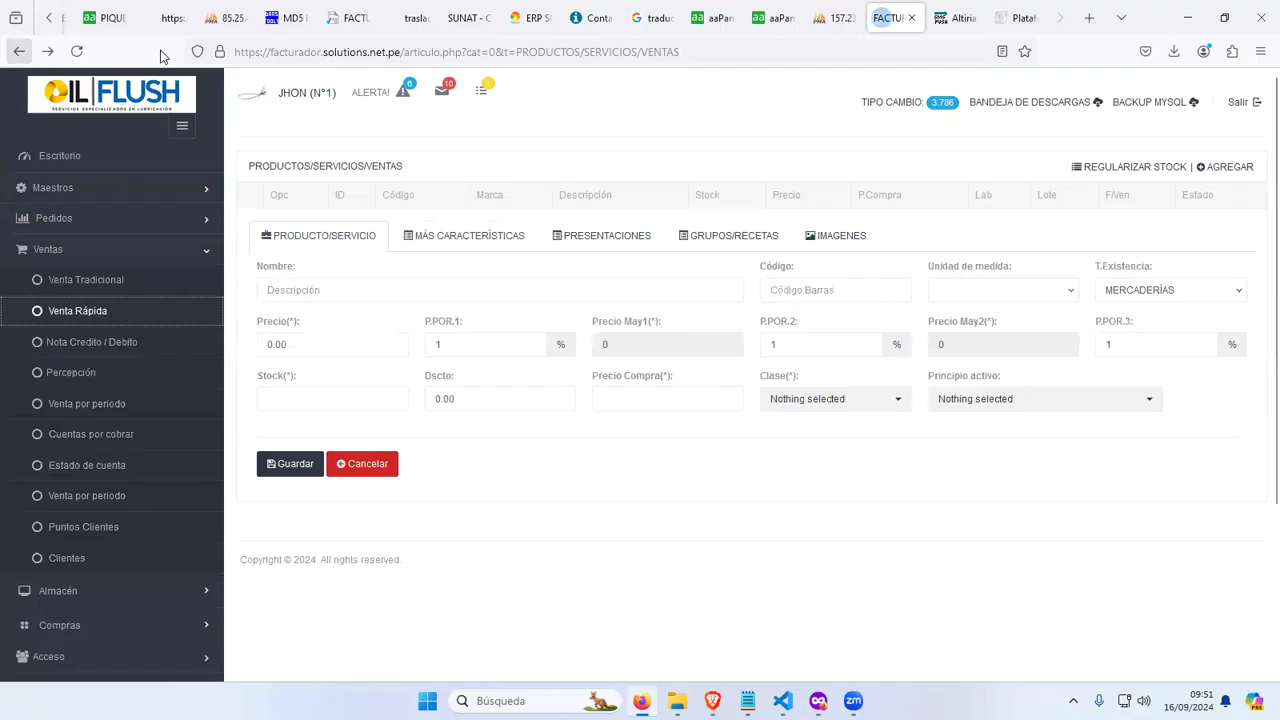 PIQUE
https:
85.25.
MD5 H
FACTU
traslac
SUNAT - C
ERP SO
Conta
traduc
aaPan
aaPan
157.23
FACTUR
Altiria
Plataf
https://facturador.solutions.net.pe/articulo.php?cat=0&t=PRODUCTOS/SERVICIOS/VENTAS
OIL FLUSH
SERVICIOS ESPECIALIZADOS EN LUBRICACIÓN
JHON (N°1)
ALERTA!
6
10
1
TIPO CAMBIO: 3.786
BANDEJA DE DESCARGAS
BACKUP MYSQL
Salir
Escritorio
Maestros
Pedidos
Ventas
Venta Tradicional
Venta Rápida
Nota Credito / Debito
Percepción
Venta por periodo
Cuentas por cobrar
Estado de cuenta
Venta por periodo
Puntos Clientes
Clientes
Almacén
Compras
Acceso
PRODUCTOS/SERVICIOS/VENTAS
REGULARIZAR STOCK | AGREGAR
Opc ID Código Marca Descripción Stock Precio P.Compra Lab Lote F/Ven Estado
PRODUCTO/SERVICIO MÁS CARACTERÍSTICAS PRESENTACIONES GRUPOS/RECETAS IMAGENES
Nombre: Código: Unidad de medida: T.Existencia:
Descripción Código Barras MERCADERÍAS
Precio(*): P.POR.1: Precio May1(*): P.POR.2: Precio May2(*): P.POR.3:
0.00 1 % 0 1 % 0 1 %
Stock(*): Dscto: Precio Compra(*): Clase(*): Principio activo:
0.00 Nothing selected Nothing selected
Guardar Cancelar
Copyright © 2024. All rights reserved.
Búsqueda
09:51
16/09/2024